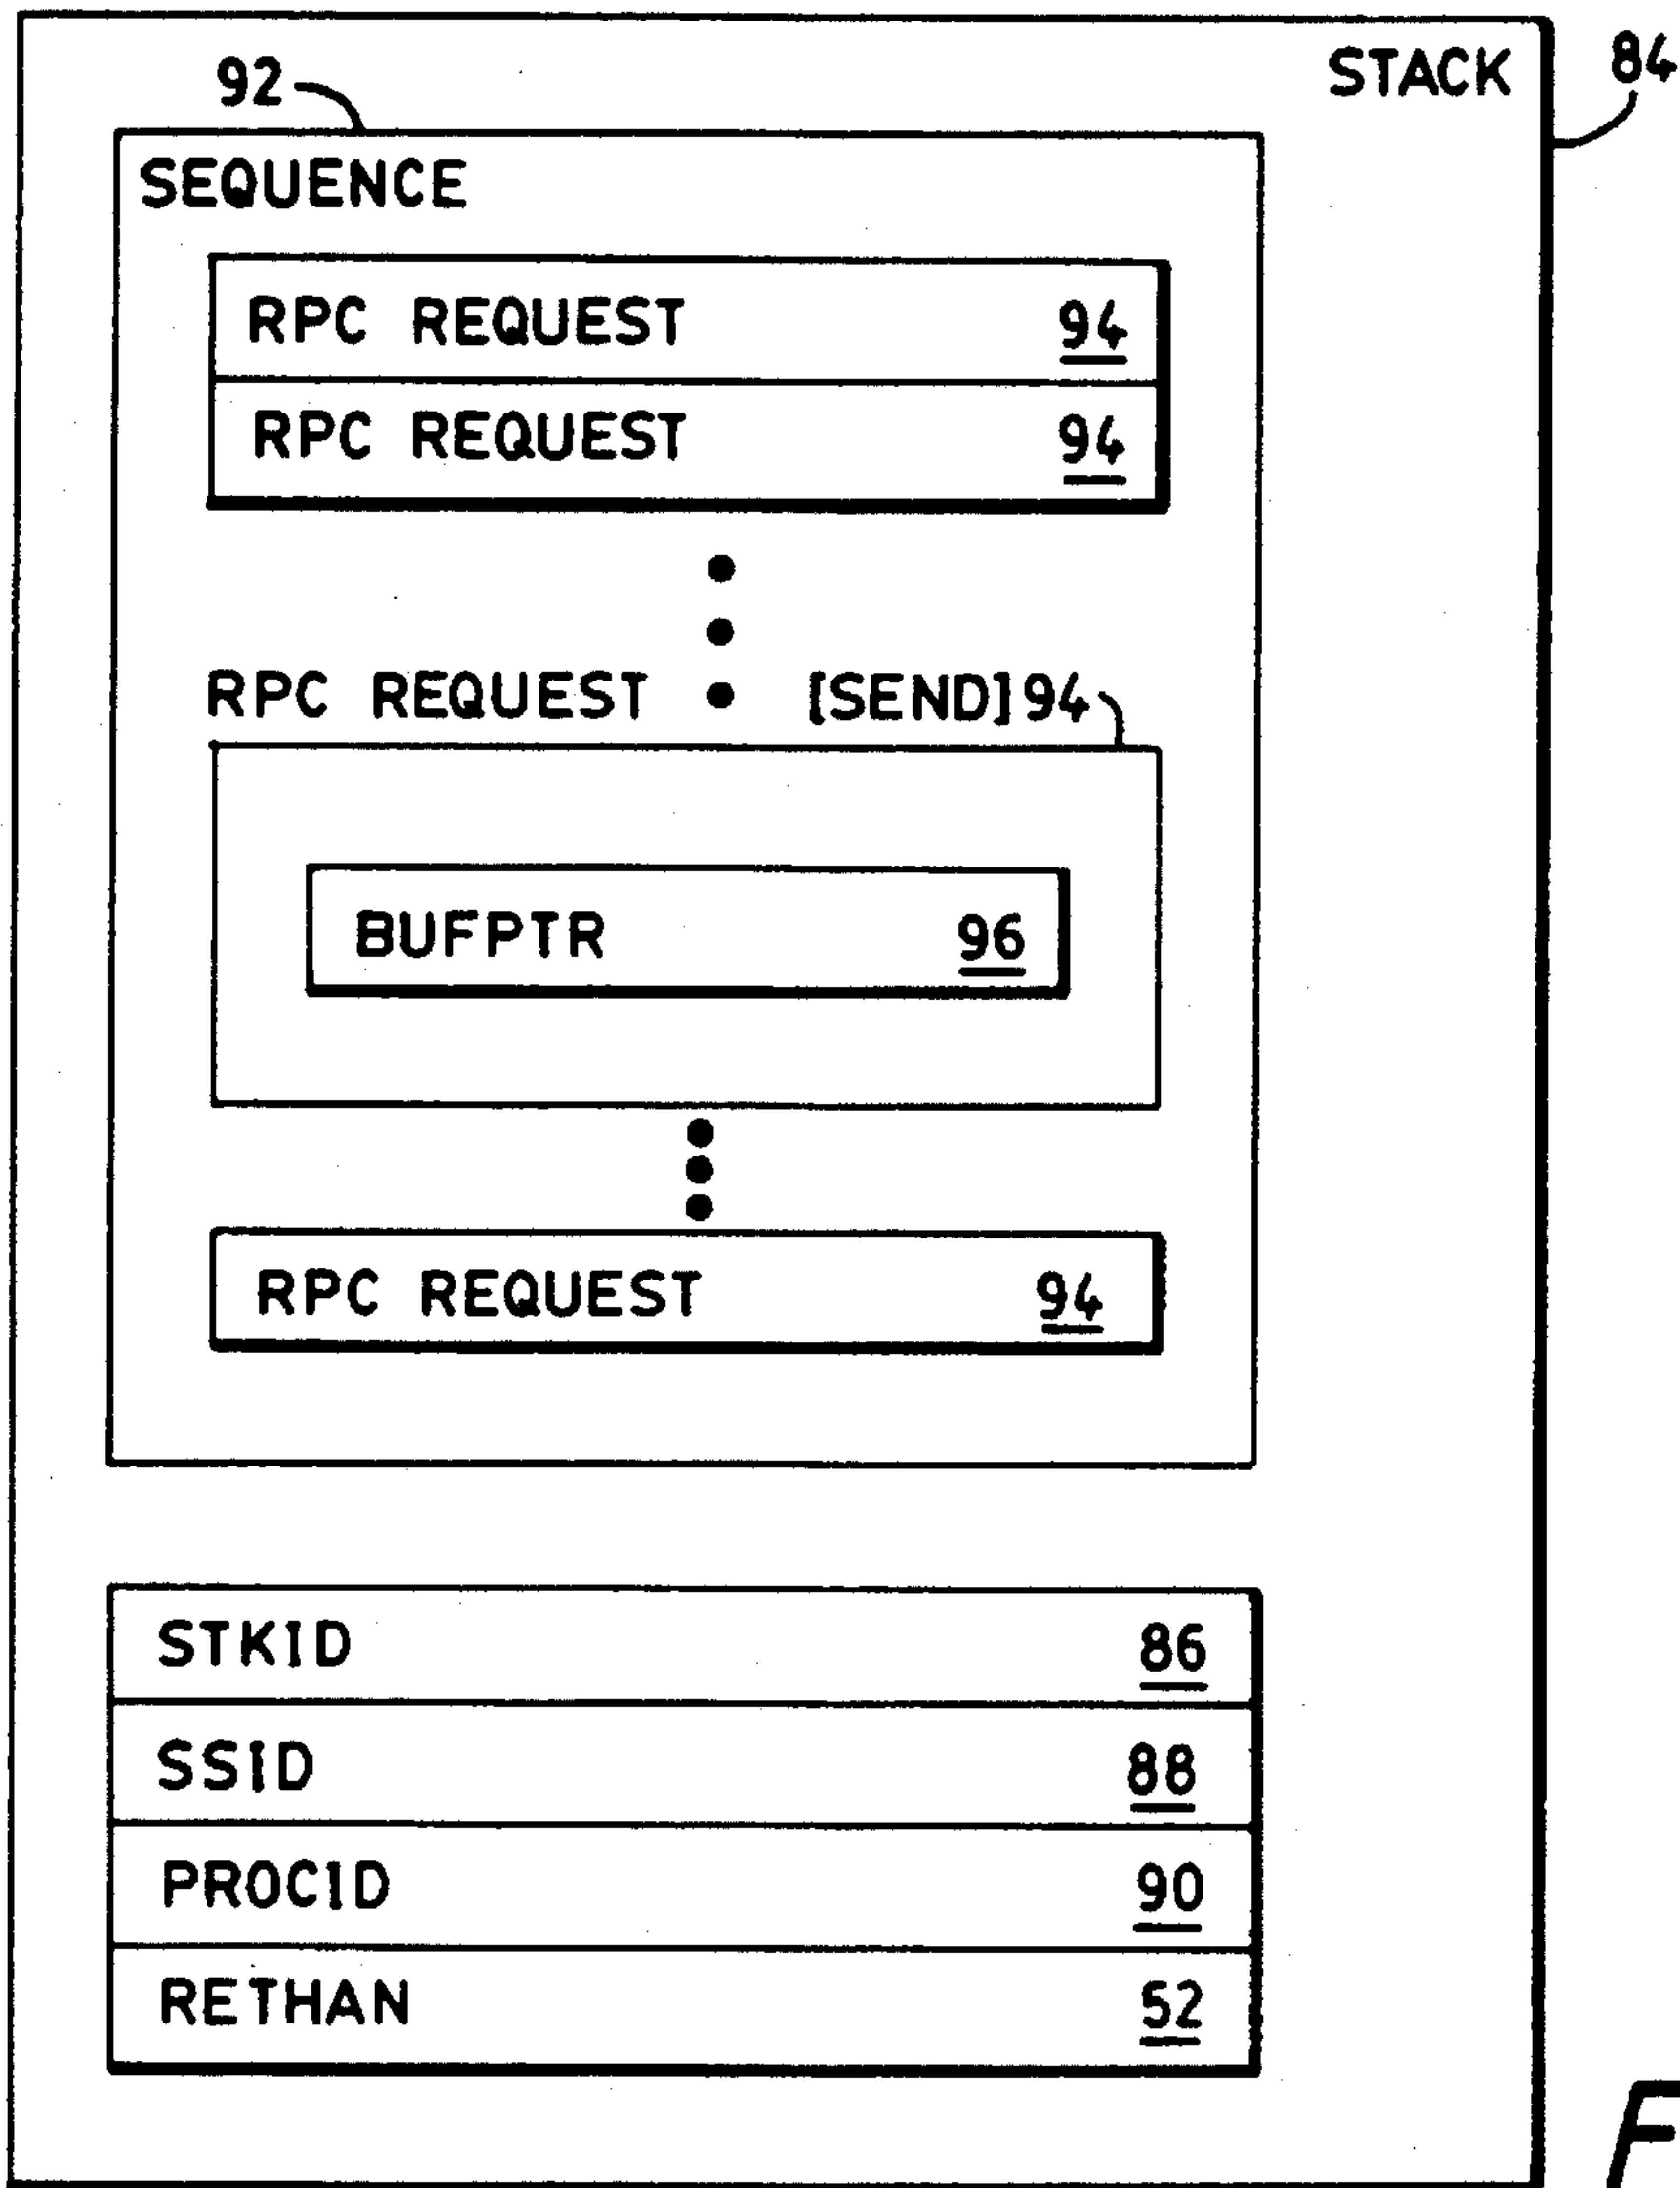 STACK 84
92
SEQUENCE
RPC REQUEST 94
RPC REQUEST 94
RPC REQUEST [SEND] 94
BUFPTR 96
RPC REQUEST 94
STKID 86
SSID 88
PROCID 90
RETHAN 52